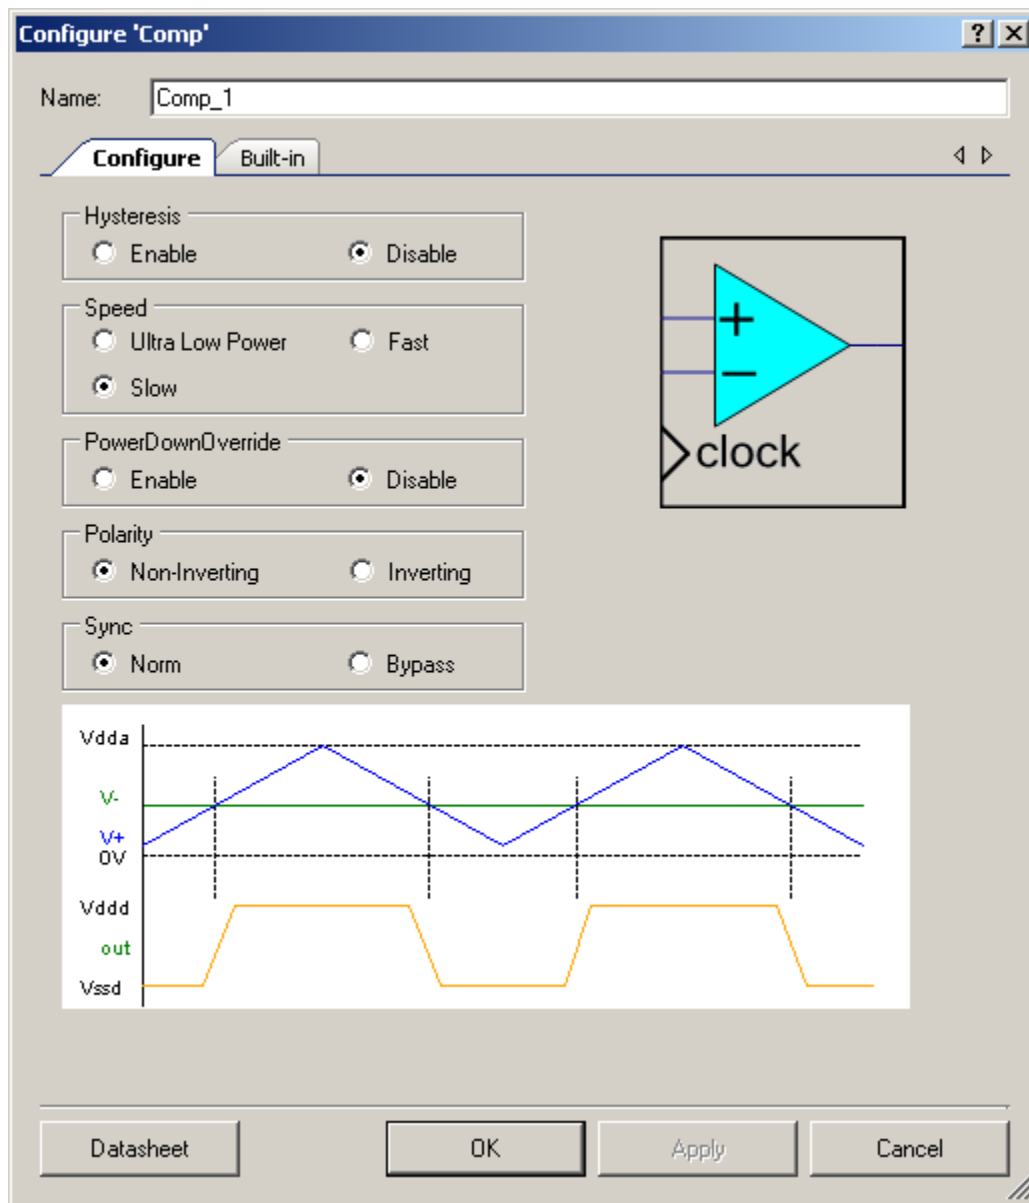 Configure 'Comp'
Name: Comp_1
Configure Built-in
Hysteresis
Enable Disable
Speed
Ultra Low Power Fast
Slow
PowerDownOverride
Enable Disable
Polarity
Non-Inverting Inverting
Sync
Norm Bypass
+
−
clock
Vdda
V-
V+
0V
Vddd
out
Vssd
Datasheet OK Apply Cancel